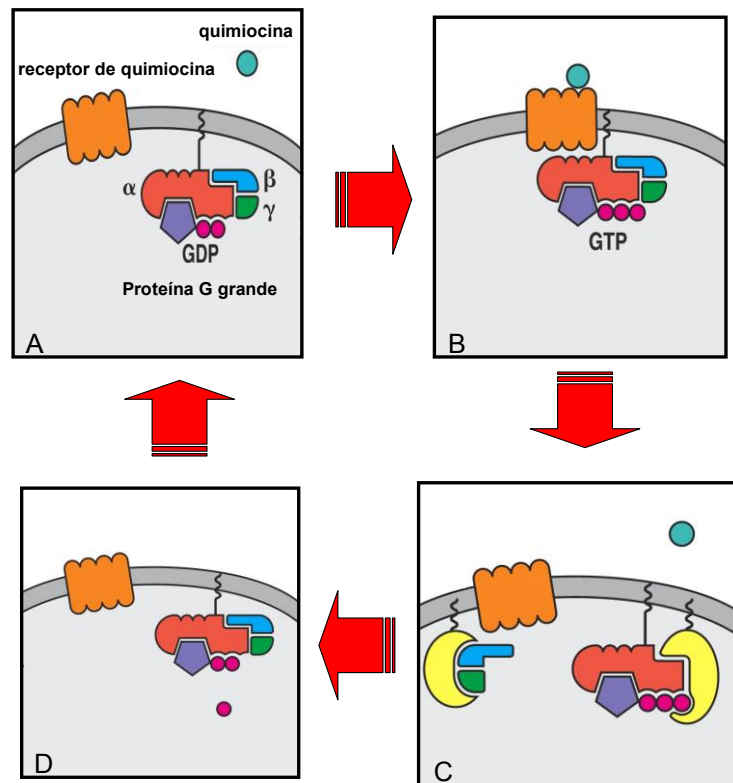 quimiocina
receptor de quimiocina
α
β
γ
GDP
Proteína G grande
A
GTP
B
D
C